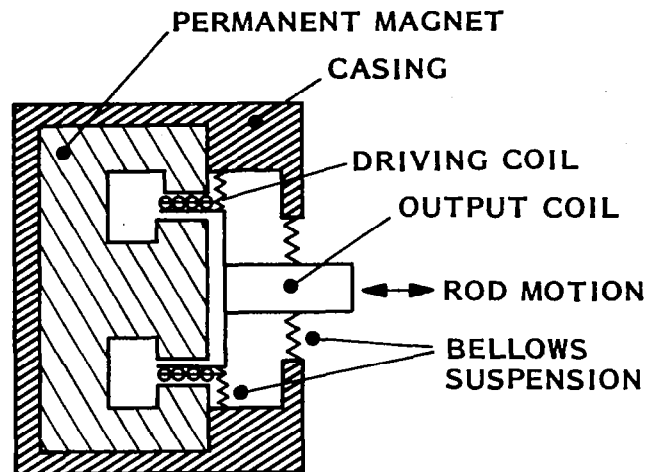 PERMANENT MAGNET
CASING
DRIVING COIL
OUTPUT COIL
ROD MOTION
BELLOWS
SUSPENSION